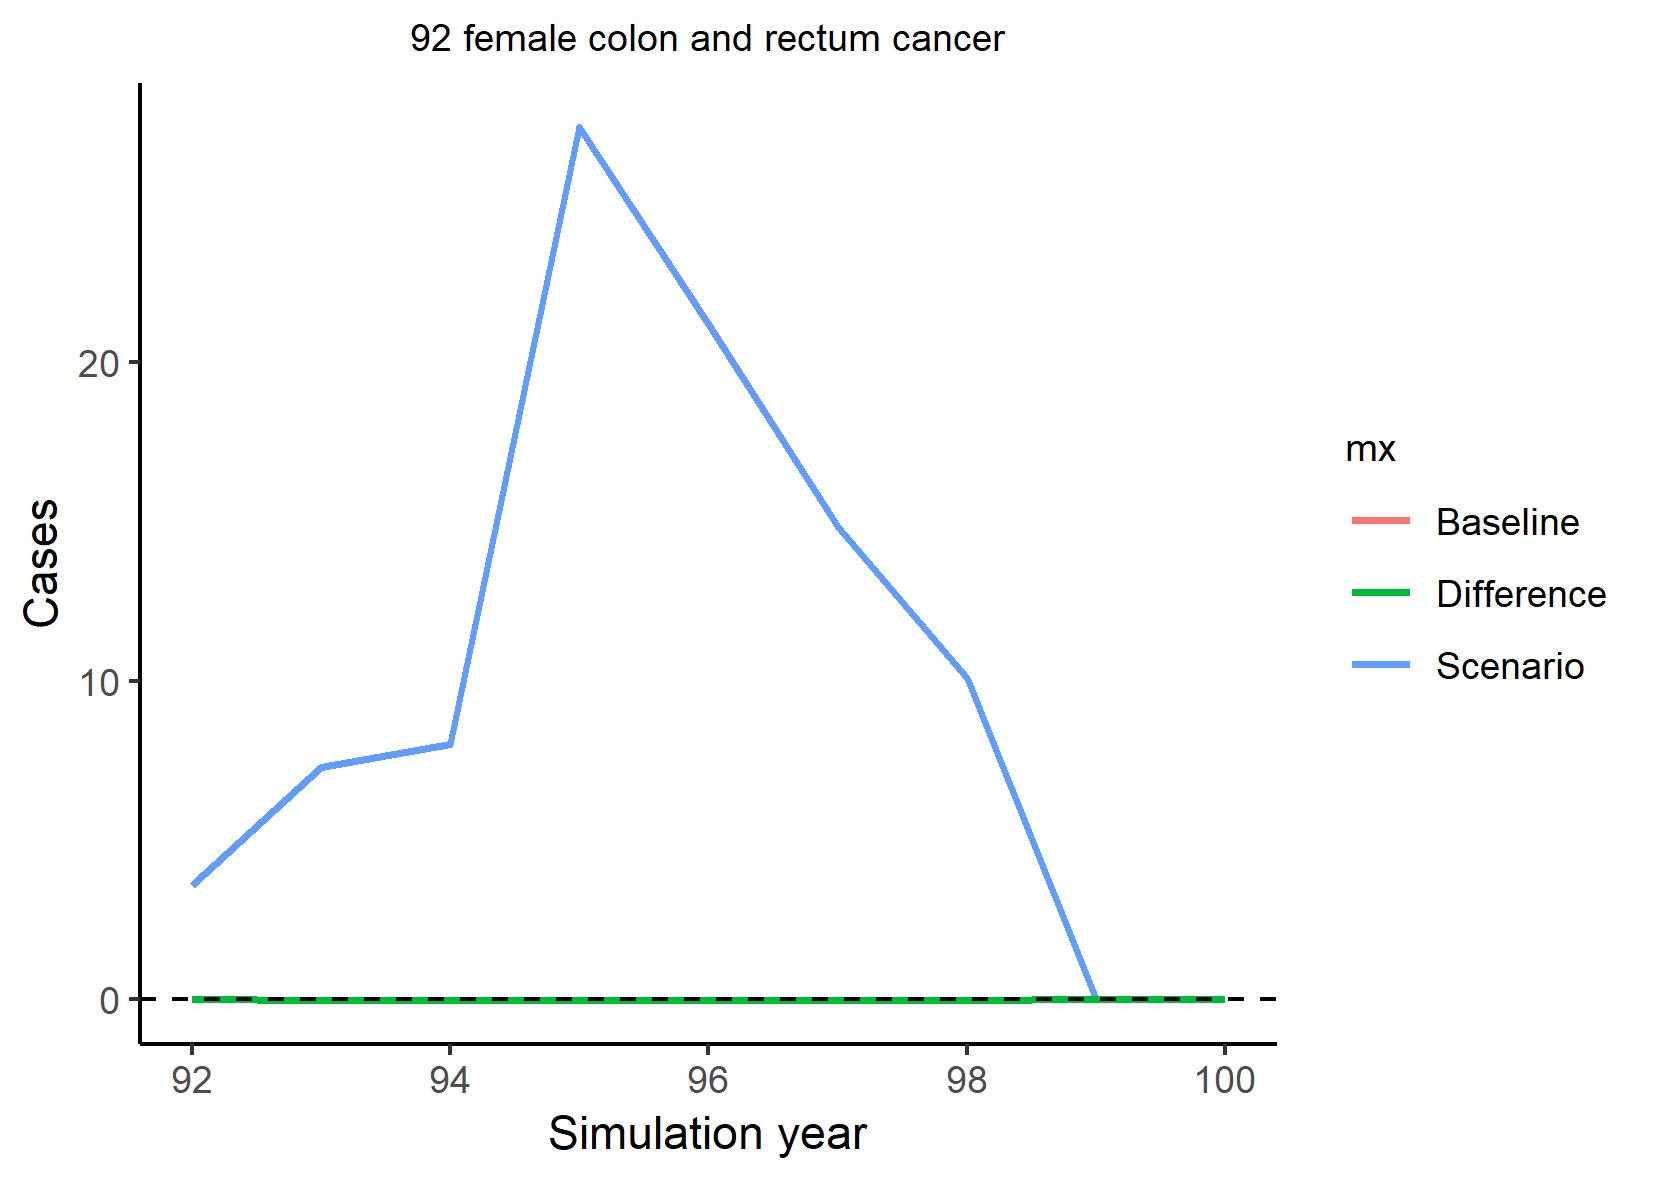 92 female colon and rectum cancer
Cases
20
10
0
92 94 96 98 100
Simulation year
mx
Baseline
Difference
Scenario